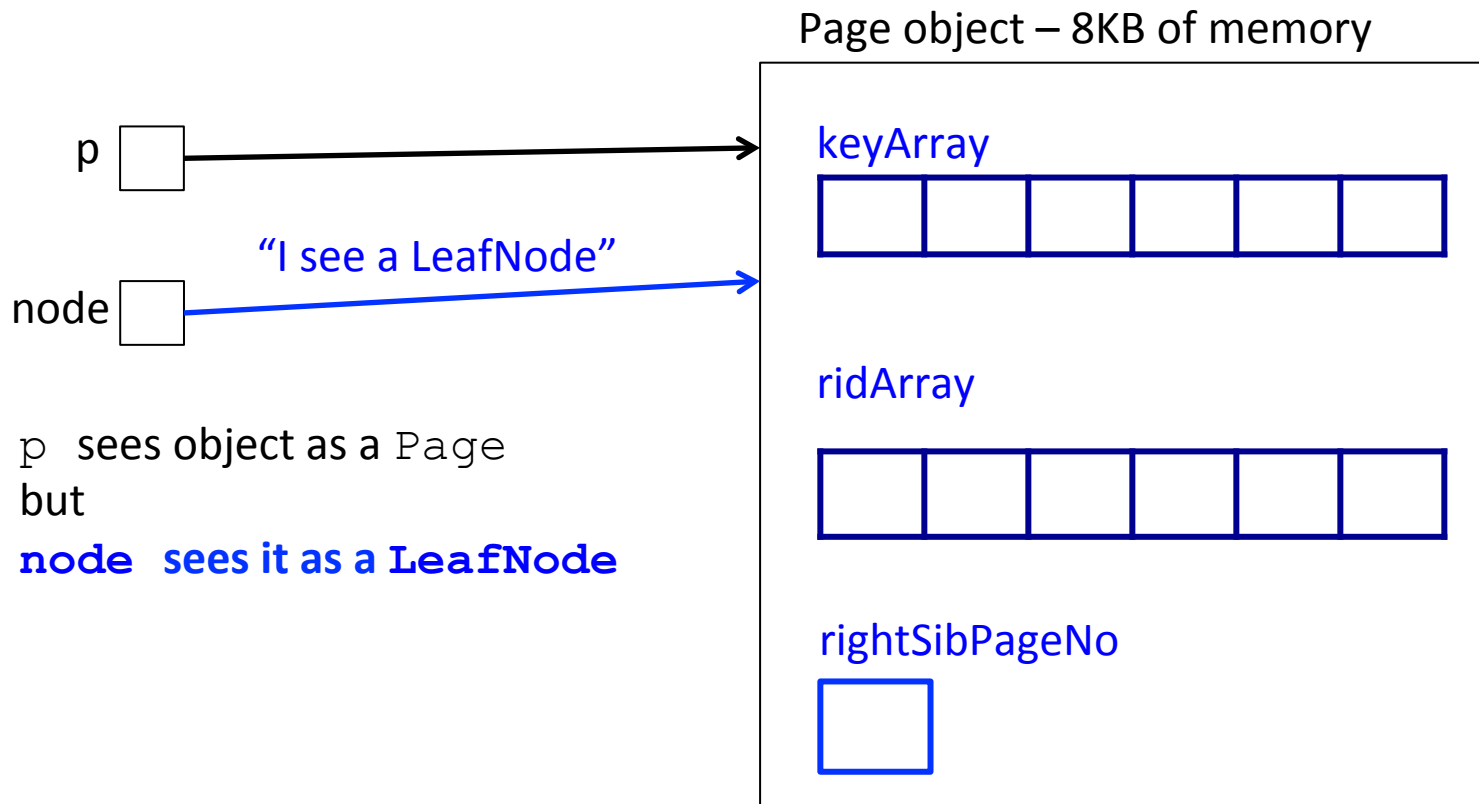 Page object – 8KB of memory
p
keyArray
“I see a LeafNode”
node
ridArray
p sees object as a Page
but
node sees it as a LeafNode
rightSibPageNo